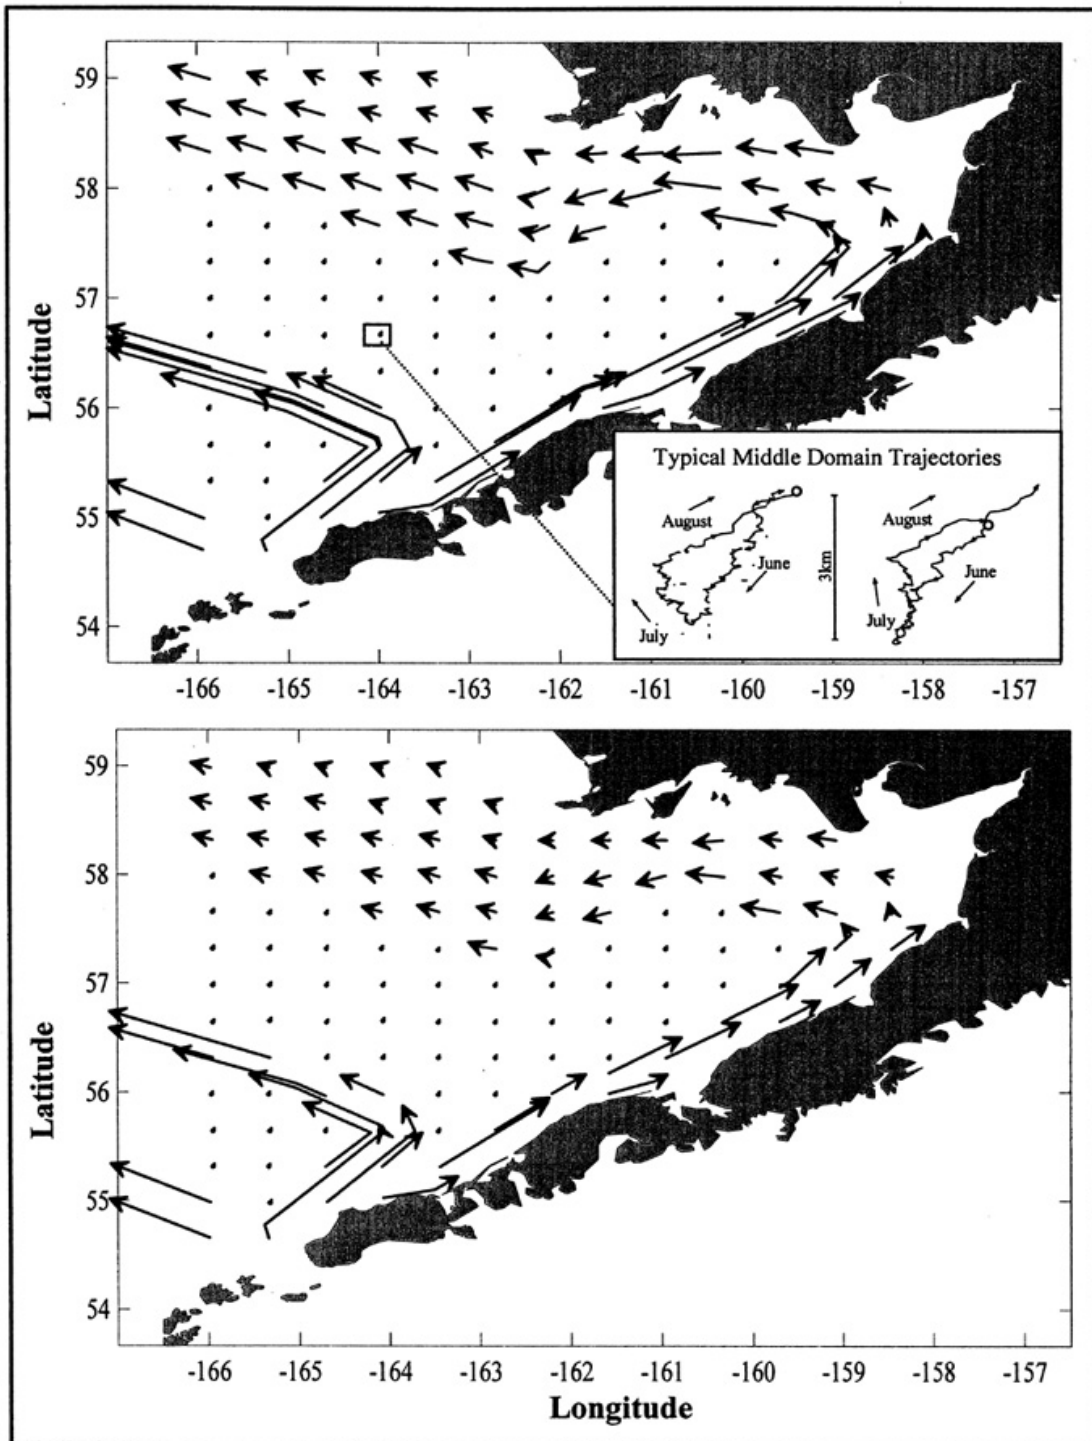 59
58
57
56
55
54
Latitude
Typical Middle Domain Trajectories
August
June
July
3km
August
June
July
-166 -165 -164 -163 -162 -161 -160 -159 -158 -157
59
58
57
56
55
54
Latitude
-166 -165 -164 -163 -162 -161 -160 -159 -158 -157
Longitude